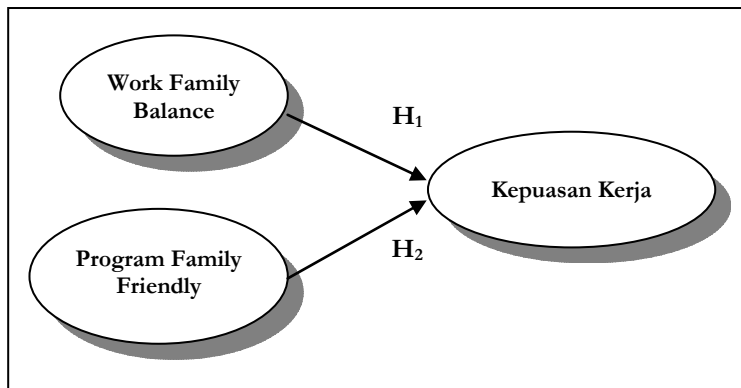 Work Family
Balance
H₁
Kepuasan Kerja
Program Family
Friendly
H₂